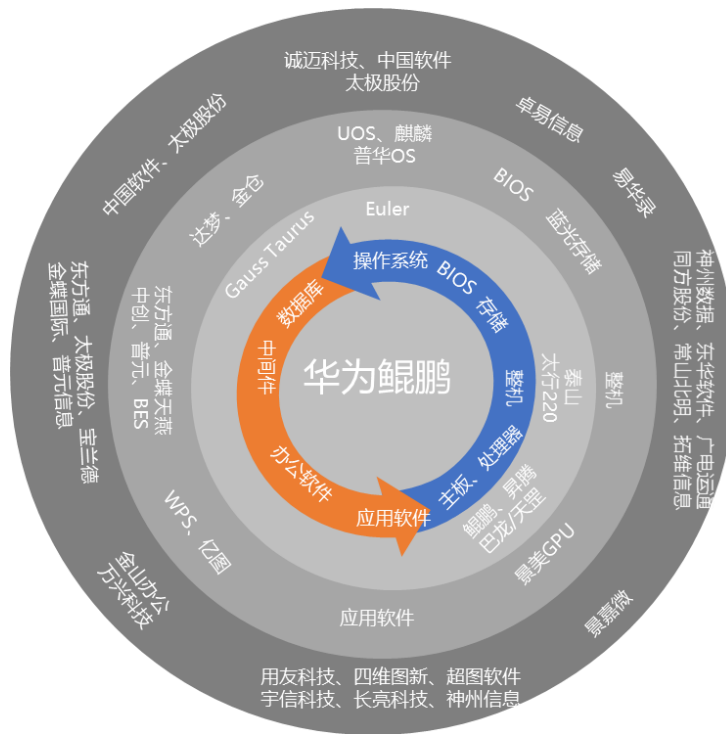 诚迈科技、中国软件
太极股份
中国软件、太极股份
卓易信息
易华录
UOS、麒麟
普华OS
达梦、金仓
BIOS
蓝光存储
Euler
Gauss Taurus
操作系统
BIOS
存储
数据库
中间件
华为鲲鹏
整机
泰山
太行220
整机
神州数据、东华软件、广电运通
同方股份、常山北明、拓维信息
东方通、太极股份、宝兰德
金蝶国际、普元信息
东方通、金蝶天燕
中创、普元、BES
办公软件
应用软件
主板、处理器
鲲鹏、昇腾
巴龙/天罡
WPS、亿图
景美GPU
应用软件
金山办公
万兴科技
景嘉微
用友科技、四维图新、超图软件
宇信科技、长亮科技、神州信息